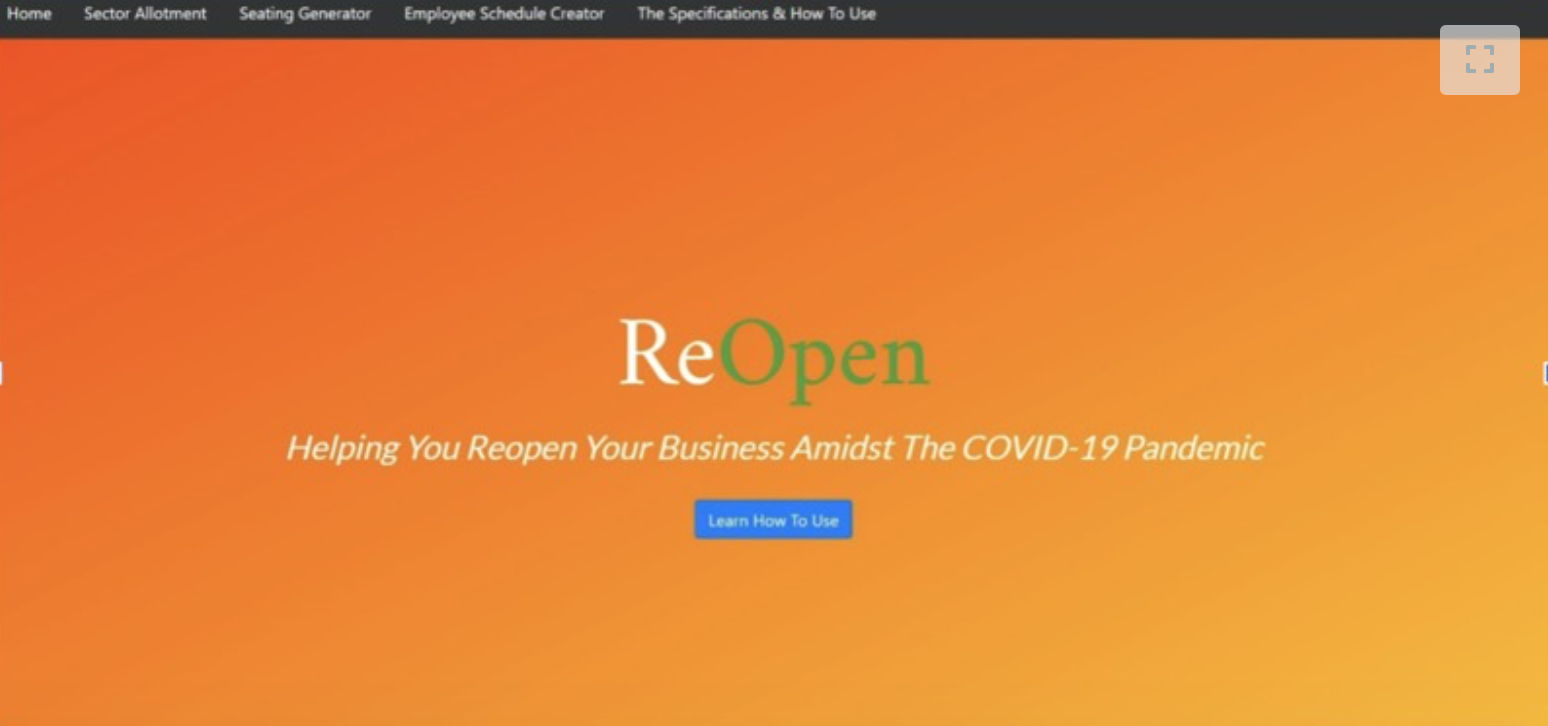 Home Sector Allotment Seating Generator Employee Schedule Creator The Specifications & How To Use
ReOpen
Helping You Reopen Your Business Amidst The COVID-19 Pandemic
Learn How To Use